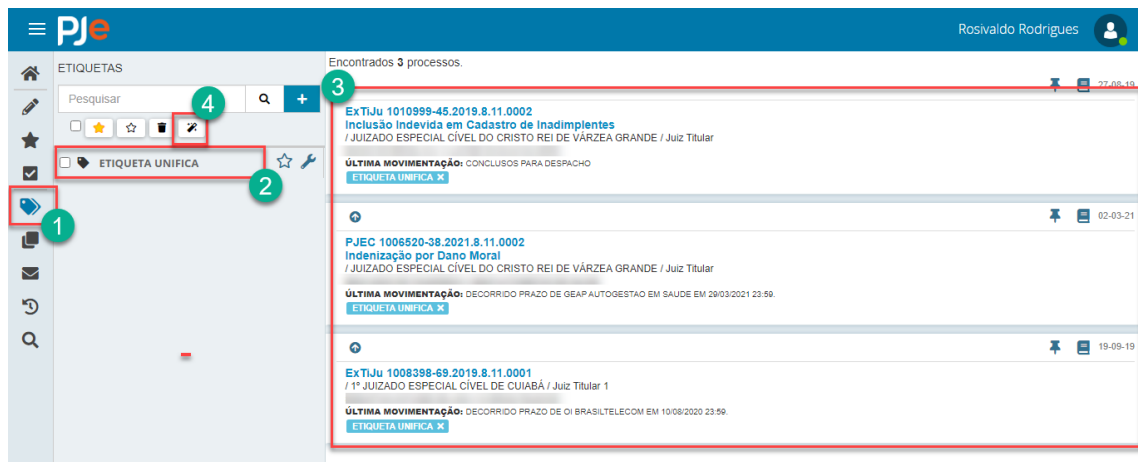 PJe
Rosivaldo Rodrigues
ETIQUETAS
Pesquisar
+
4
ETIQUETA UNIFICA
2
1
Encontrados 3 processos.
3
27-08-19
ExTiJu 1010999-45.2019.8.11.0002
Inclusão Indevida em Cadastro de Inadimplentes
/ JUIZADO ESPECIAL CÍVEL DO CRISTO REI DE VÁRZEA GRANDE / Juiz Titular
ÚLTIMA MOVIMENTAÇÃO: CONCLUSOS PARA DESPACHO
ETIQUETA UNIFICA X
02-03-21
PJEC 1006520-38.2021.8.11.0002
Indenização por Dano Moral
/ JUIZADO ESPECIAL CÍVEL DO CRISTO REI DE VÁRZEA GRANDE / Juiz Titular
ÚLTIMA MOVIMENTAÇÃO: DECORRIDO PRAZO DE GEAP AUTOGESTAO EM SAUDE EM 29/03/2021 23:59.
ETIQUETA UNIFICA X
19-09-19
ExTiJu 1008398-69.2019.8.11.0001
/ 1º JUIZADO ESPECIAL CÍVEL DE CUIABÁ / Juiz Titular 1
ÚLTIMA MOVIMENTAÇÃO: DECORRIDO PRAZO DE OI BRASILTELECOM EM 10/08/2020 23:59.
ETIQUETA UNIFICA X